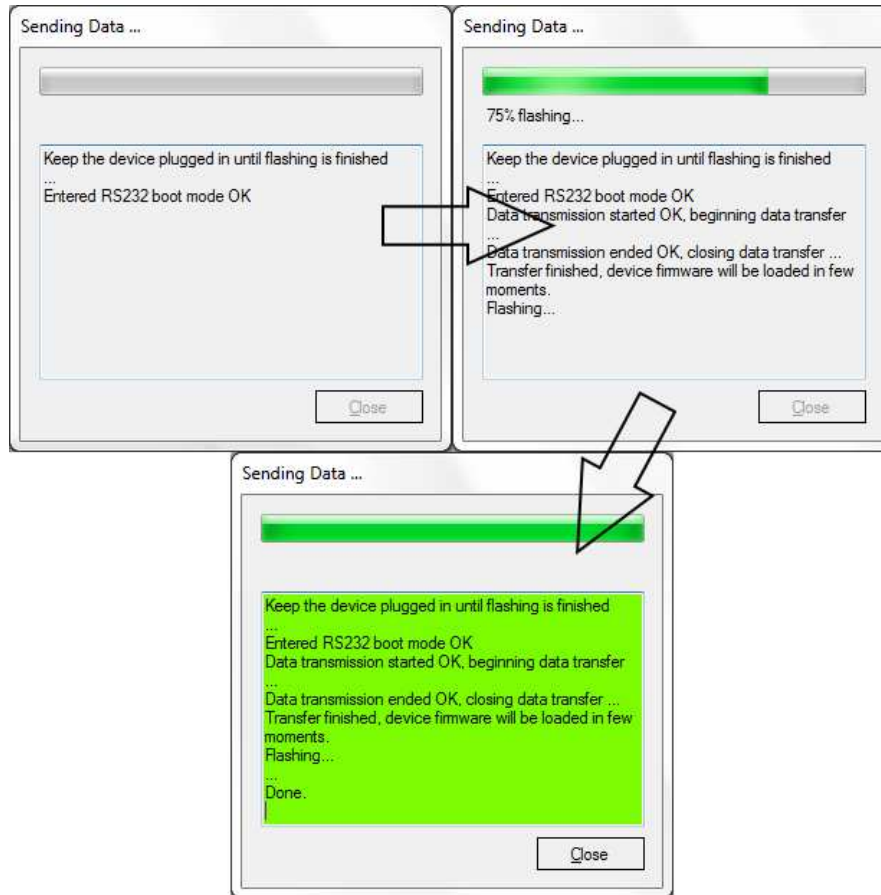 Sending Data ...
Keep the device plugged in until flashing is finished
...
Entered RS232 boot mode OK
Close
Sending Data ...
75% flashing...
Keep the device plugged in until flashing is finished
...
Entered RS232 boot mode OK
Data transmission started OK, beginning data transfer
...
Data transmission ended OK, closing data transfer ...
Transfer finished, device firmware will be loaded in few
moments.
Flashing...
Close
Sending Data ...
Keep the device plugged in until flashing is finished
...
Entered RS232 boot mode OK
Data transmission started OK, beginning data transfer
...
Data transmission ended OK, closing data transfer ...
Transfer finished, device firmware will be loaded in few
moments.
Flashing...
...
Done.
Close